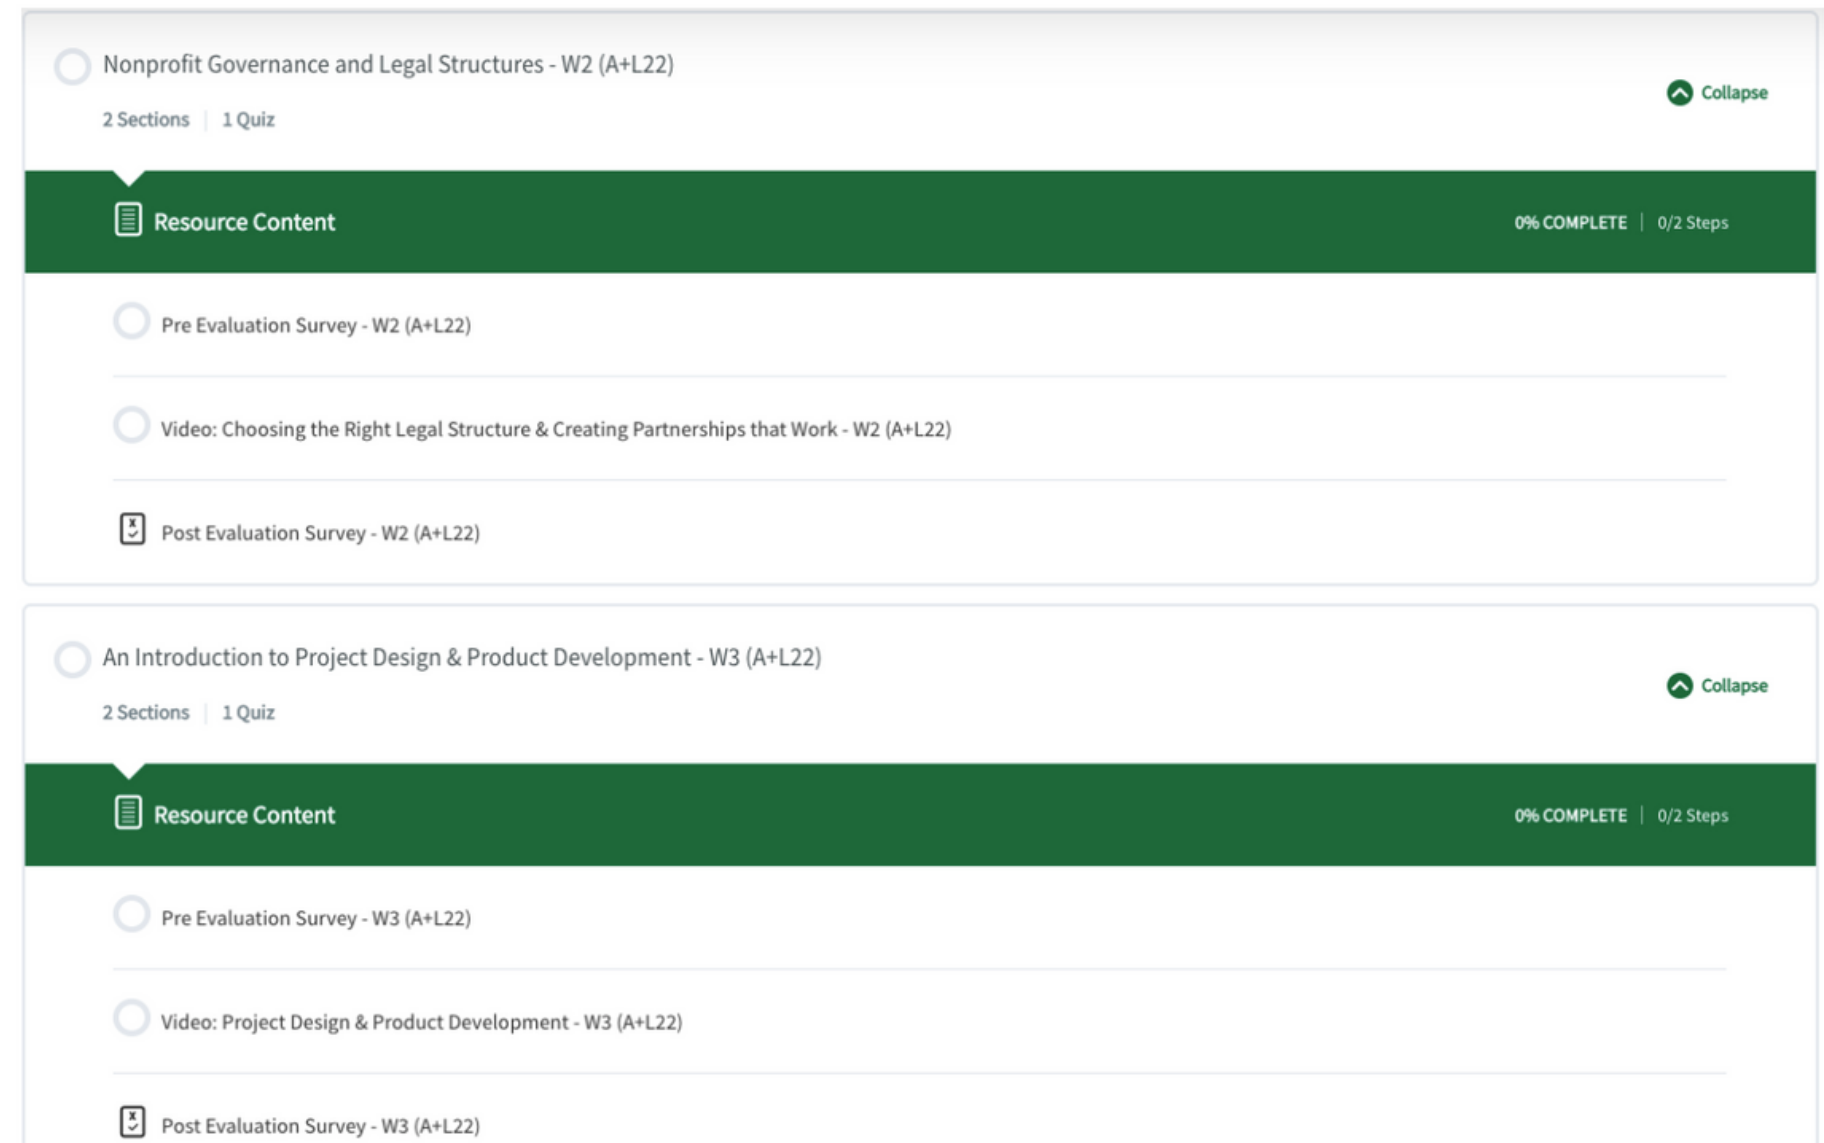 Nonprofit Governance and Legal Structures - W2 (A+L22)
Collapse
2 Sections | 1 Quiz
Resource Content
0% COMPLETE | 0/2 Steps
Pre Evaluation Survey - W2 (A+L22)
Video: Choosing the Right Legal Structure & Creating Partnerships that Work - W2 (A+L22)
Post Evaluation Survey - W2 (A+L22)
An Introduction to Project Design & Product Development - W3 (A+L22)
Collapse
2 Sections | 1 Quiz
Resource Content
0% COMPLETE | 0/2 Steps
Pre Evaluation Survey - W3 (A+L22)
Video: Project Design & Product Development - W3 (A+L22)
Post Evaluation Survey - W3 (A+L22)